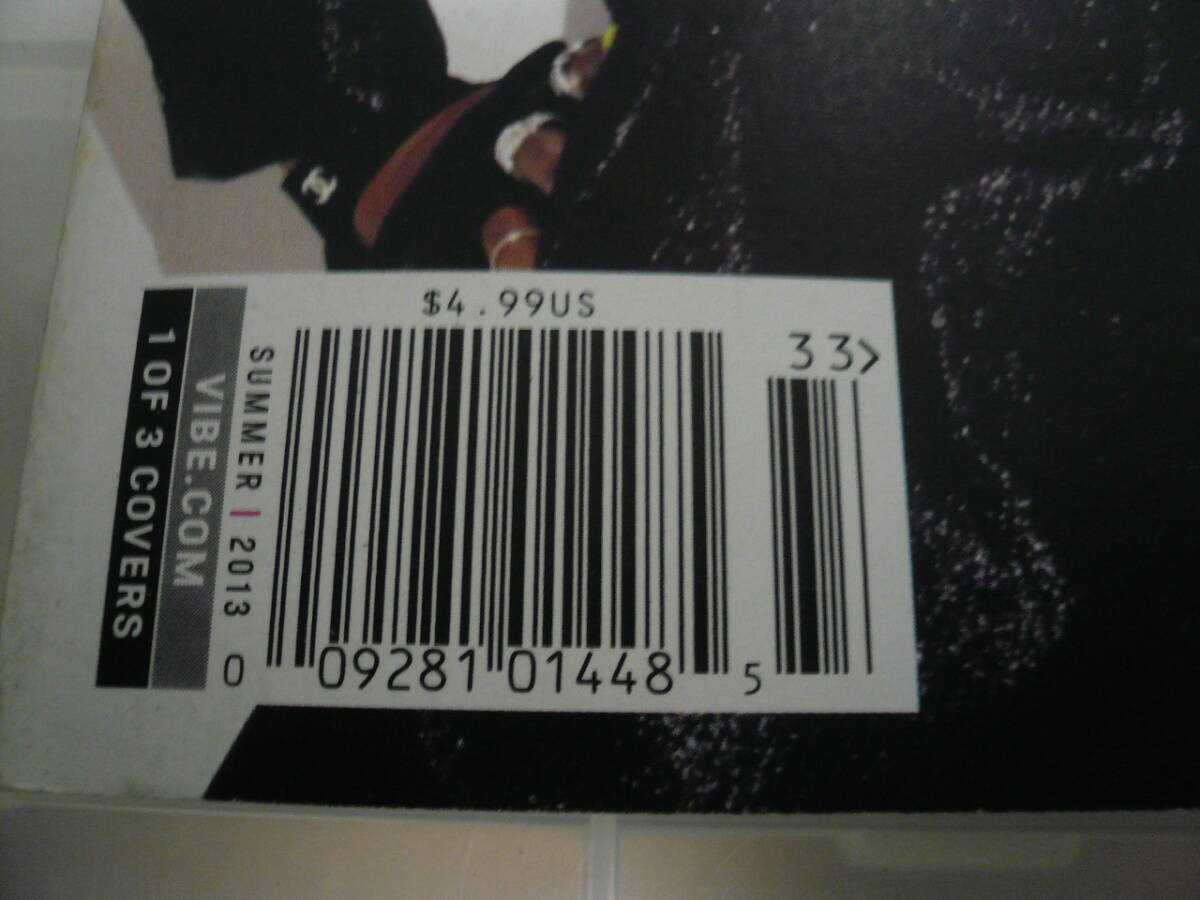 $4.99US
33>
SUMMER | 2013
VIBE.COM
1 OF 3 COVERS
0 09281 01448 5